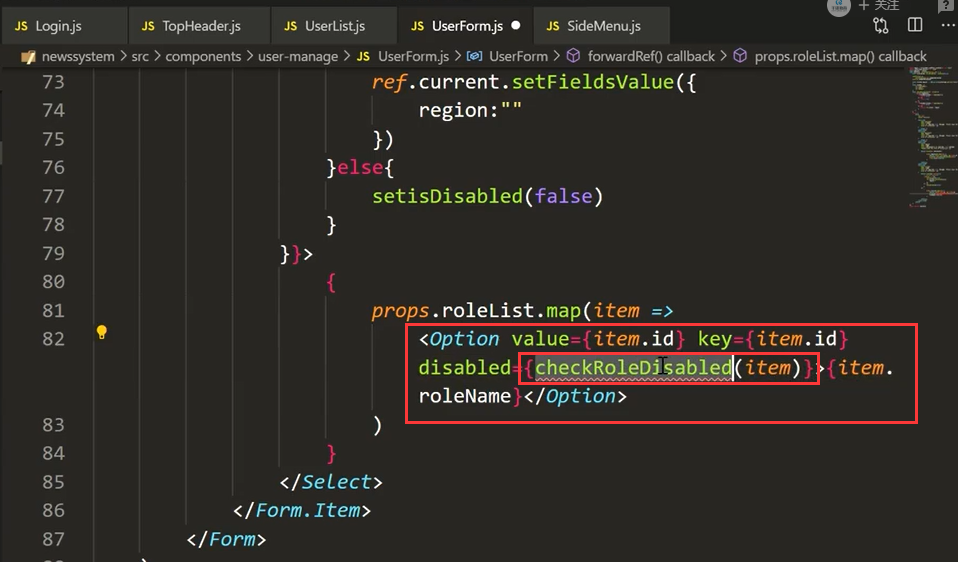 关注
JS Login.js JS TopHeader.js JS UserList.js JS UserForm.js JS SideMenu.js
newssystem > src > components > user-manage > JS UserForm.js > UserForm > forwardRef() callback > props.roleList.map() callback
73 ref.current.setFieldsValue({
74 region:""
75 })
76 }else{
77 setisDisabled(false)
78 }
79 }}>
80 {
81 props.roleList.map(item =>
82 <Option value={item.id} key={item.id}
disabled={checkRoleDisabled(item)}>{item.
roleName}</Option>
83 )
84 }
85 </Select>
86 </Form.Item>
87 </Form>